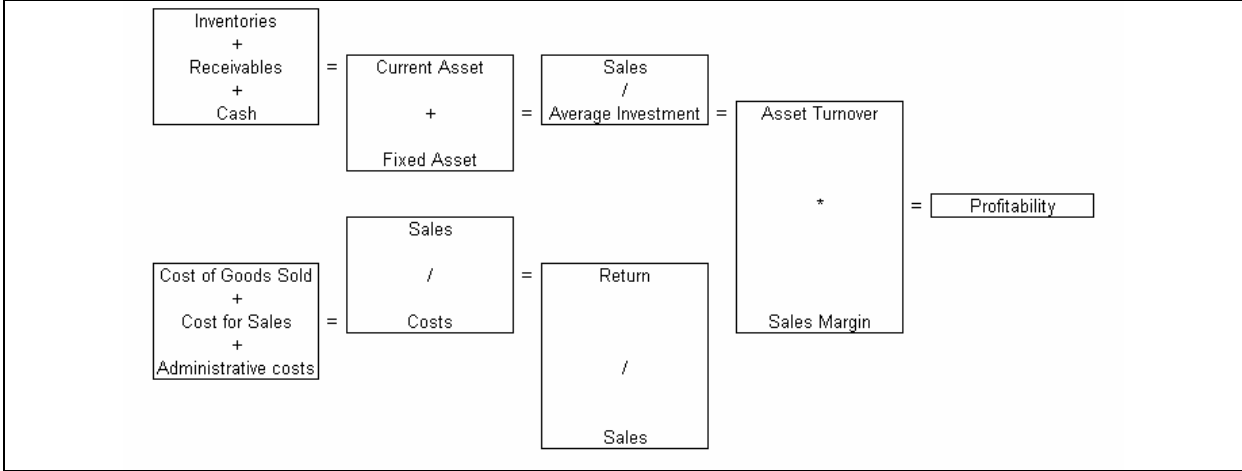 Inventories
+
Receivables
+
Cash
=
Current Asset
+
Fixed Asset
=
Sales
/
Average Investment
=
Asset Turnover
*
Sales Margin
=
Profitability
Cost of Goods Sold
+
Cost for Sales
+
Administrative costs
=
Sales
/
Costs
=
Return
/
Sales